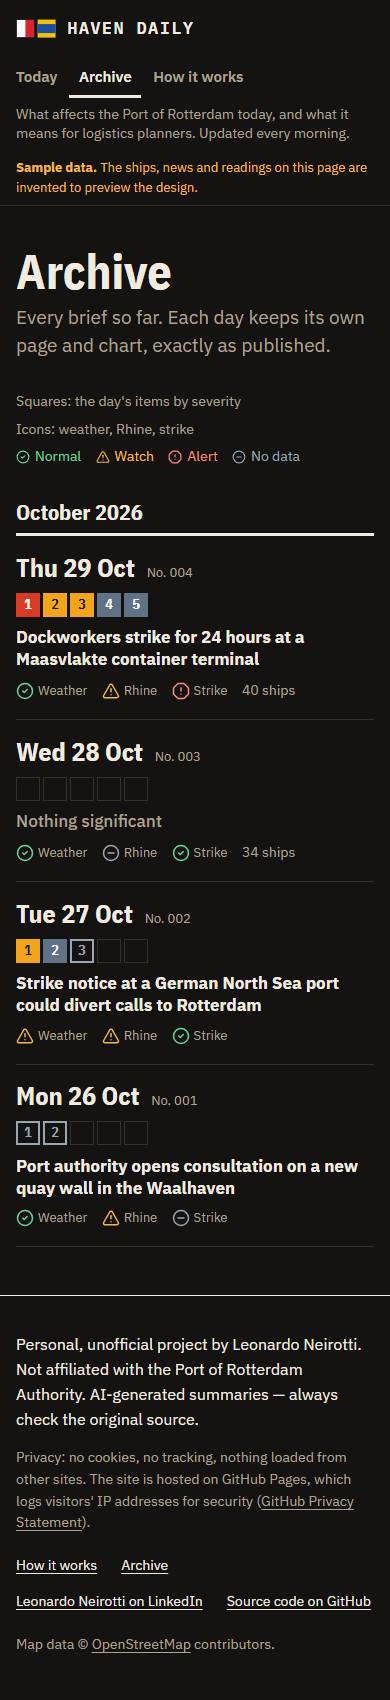 HAVEN DAILY
Today Archive How it works
What affects the Port of Rotterdam today, and what it
means for logistics planners. Updated every morning.
Sample data. The ships, news and readings on this page are
invented to preview the design.
Archive
Every brief so far. Each day keeps its own
page and chart, exactly as published.
Squares: the day's items by severity
Icons: weather, Rhine, strike
Normal Watch Alert No data
October 2026
Thu 29 Oct No. 004
1 2 3 4 5
Dockworkers strike for 24 hours at a
Maasvlakte container terminal
Weather Rhine Strike 40 ships
Wed 28 Oct No. 003
Nothing significant
Weather Rhine Strike 34 ships
Tue 27 Oct No. 002
1 2 3
Strike notice at a German North Sea port
could divert calls to Rotterdam
Weather Rhine Strike
Mon 26 Oct No. 001
1 2
Port authority opens consultation on a new
quay wall in the Waalhaven
Weather Rhine Strike
Personal, unofficial project by Leonardo Neirotti.
Not affiliated with the Port of Rotterdam
Authority. AI-generated summaries — always
check the original source.
Privacy: no cookies, no tracking, nothing loaded from
other sites. The site is hosted on GitHub Pages, which
logs visitors' IP addresses for security (GitHub Privacy
Statement).
How it works Archive
Leonardo Neirotti on LinkedIn Source code on GitHub
Map data © OpenStreetMap contributors.